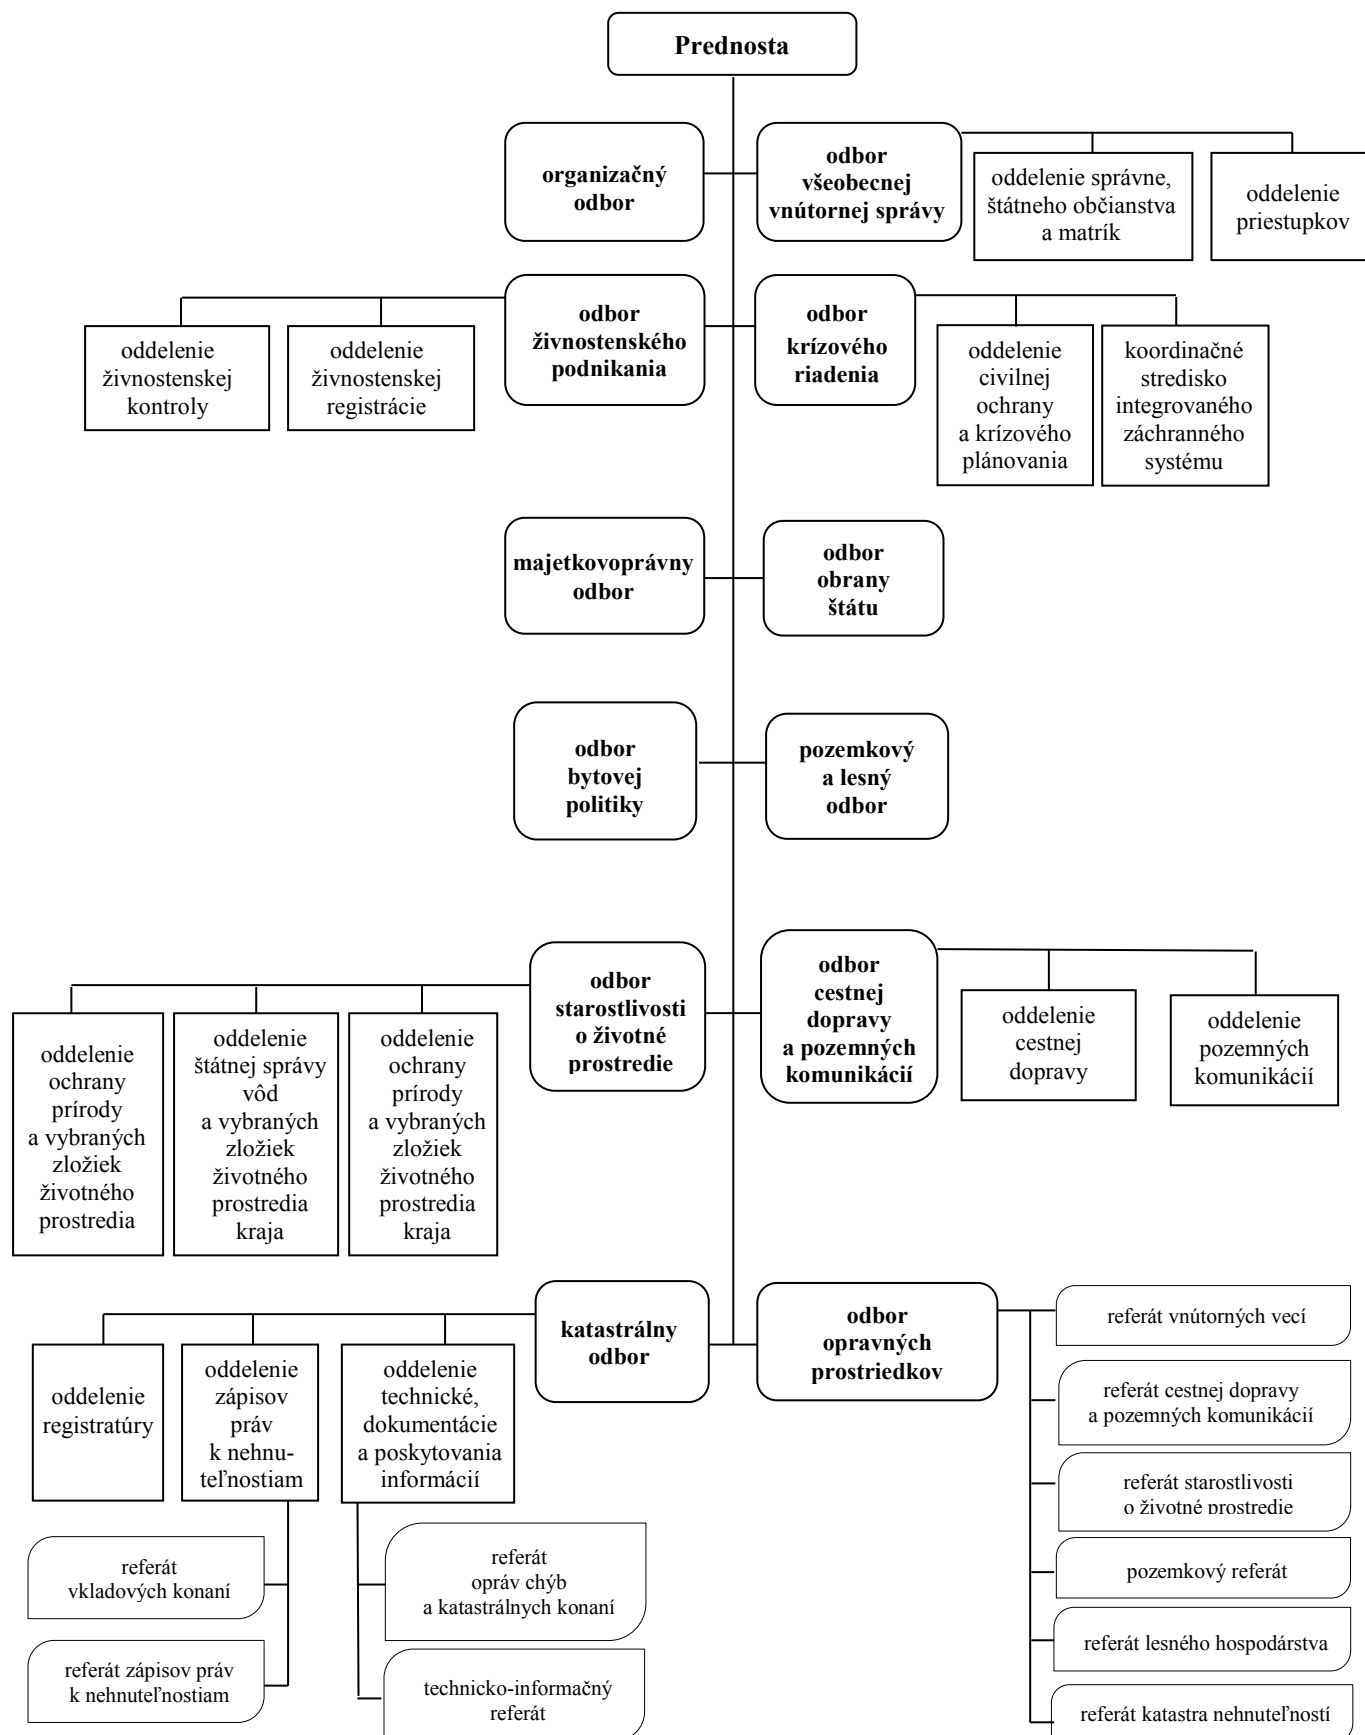 Prednosta
organizačný
odbor
odbor
všeobecnej
vnútornej správy
oddelenie správne,
štátneho občianstva
a matrík
oddelenie
priestupkov
oddelenie
živnostenskej
kontroly
oddelenie
živnostenskej
registrácie
odbor
živnostenského
podnikania
odbor
krízového
riadenia
oddelenie
civilnej
ochrany
a krízového
plánovania
koordinačné
stredisko
integrovaného
záchranného
systému
majetkovoprávny
odbor
odbor
obrany
štátu
odbor
bytovej
politiky
pozemkový
a lesný
odbor
odbor
starostlivosti
o životné
prostredie
odbor
cestnej
dopravy
a pozemných
komunikácií
oddelenie
cestnej
dopravy
oddelenie
pozemných
komunikácií
oddelenie
ochrany
prírody
a vybraných
zložiek
životného
prostredia
oddelenie
štátnej správy
vôd
a vybraných
zložiek
životného
prostredia
kraja
oddelenie
ochrany
prírody
a vybraných
zložiek
životného
prostredia
kraja
katastrálny
odbor
odbor
opravných
prostriedkov
oddelenie
registratúry
oddelenie
zápisov
práv
k nehnu-
teľnostiam
oddelenie
technické,
dokumentácie
a poskytovania
informácií
referát
vkladových konaní
referát zápisov práv
k nehnuteľnostiam
referát
opráv chýb
a katastrálnych konaní
technicko-informačný
referát
referát vnútorných vecí
referát cestnej dopravy
a pozemných komunikácií
referát starostlivosti
o životné prostredie
pozemkový referát
referát lesného hospodárstva
referát katastra nehnuteľností